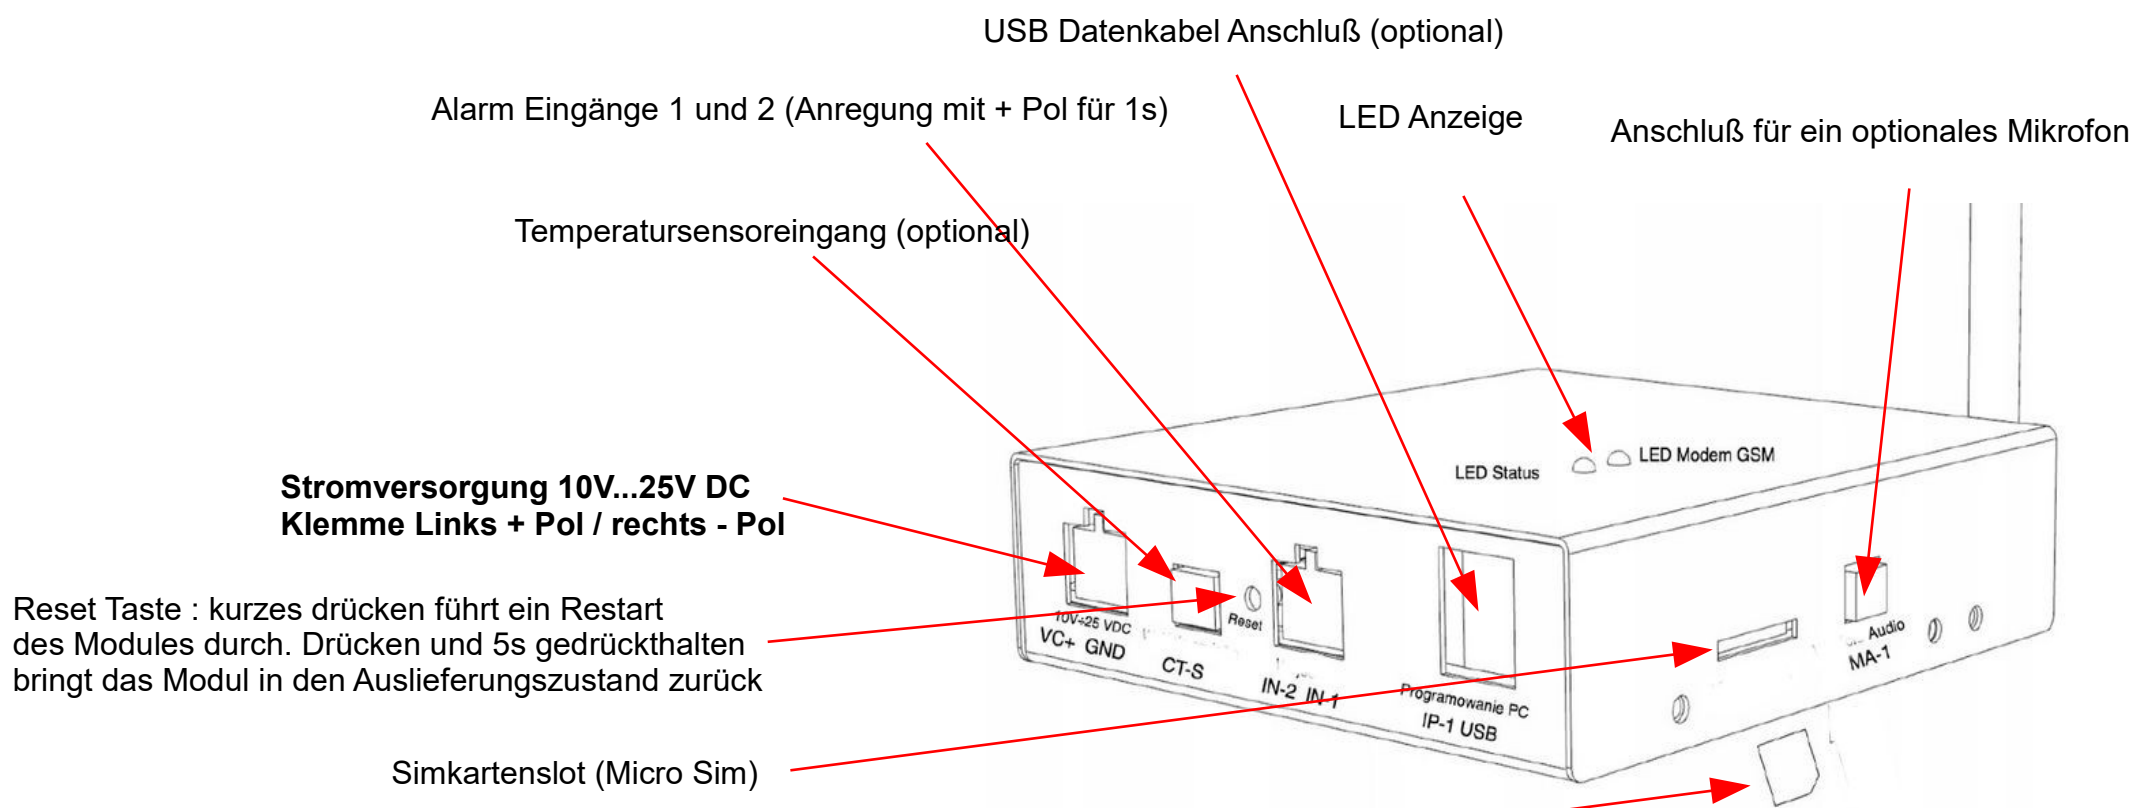 USB Datenkabel Anschluß (optional)
Alarm Eingänge 1 und 2 (Anregung mit + Pol für 1s)
LED Anzeige
Anschluß für ein optionales Mikrofon
Temperatursensoreingang (optional)
LED Status
LED Modem GSM
Stromversorgung 10V...25V DC
Klemme Links + Pol / rechts - Pol
Reset Taste : kurzes drücken führt ein Restart
des Modules durch. Drücken und 5s gedrückthalten
bringt das Modul in den Auslieferungszustand zurück
10V÷25 VDC
VC+ GND
CT-S
Reset
IN-2 IN-1
Programowanie PC
IP-1 USB
Audio
MA-1
Simkartenslot (Micro Sim)